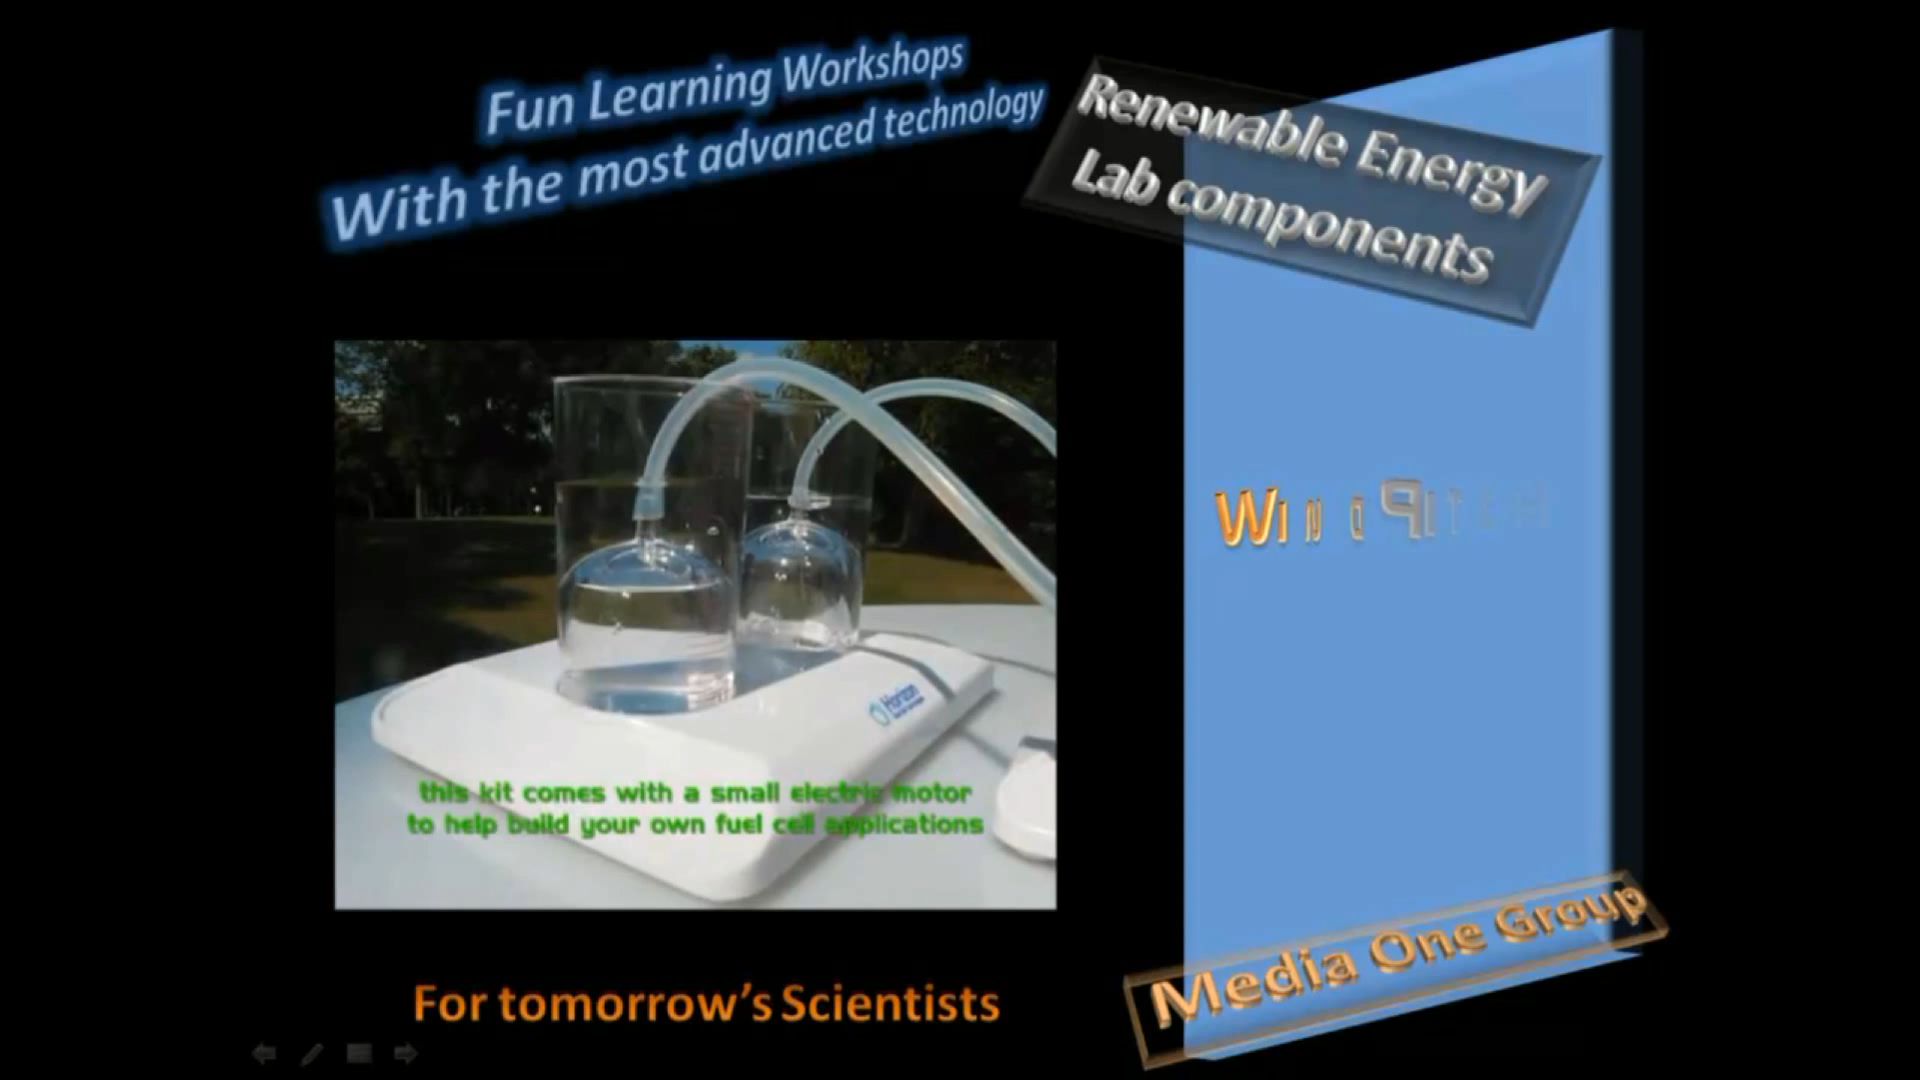 Fun Learning Workshops
With the most advanced technology
Renewable Energy
Lab components
Horizon
this kit comes with a small electric motor
to help build your own fuel cell applications
For tomorrow's Scientists
Media One Group